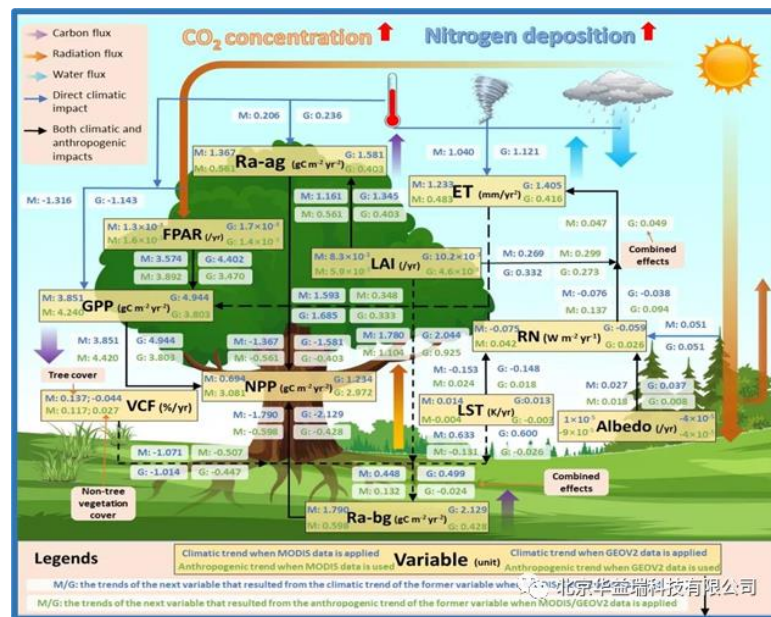 Carbon flux
Radiation flux
Water flux
Direct climatic
impact
Both climatic and
anthropogenic
impacts
CO₂ concentration
Nitrogen deposition
M: 0.206 G: 0.236
M: 1.367 G: 1.581
Ra-ag (gC m⁻² yr⁻²)
M: 0.561 G: 0.403
M: 1.040 G: 1.121
M: -1.316 G: -1.143
M: 1.161 G: 1.345
M: 0.561 G: 0.403
M: 1.233 G: 1.405
ET (mm/yr²)
M: 0.483 G: 0.416
M: 1.3×10⁻³ G: 1.7×10⁻³
FPAR (/yr)
M: 1.6×10 G: 1.4×10⁻³
M: 0.047 G: 0.049
Combined
effects
M: 3.574 G: 4.402
M: 3.892 G: 3.470
M: 8.3×10⁻³ G: 10.2×10⁻³
LAI (/yr)
M: 5.9×10⁻³ G: 4.6×10⁻³
M: 0.269 M: 0.299
G: 0.332 G: 0.273
M: 3.851 G: 4.944
GPP (gC m⁻² yr⁻²)
M: 4.240 G: 3.803
M: 1.593 M: 0.348
G: 1.685 G: 0.333
M: -0.076 G: -0.038
M: 0.137 G: 0.094
M: 3.851 G: 4.944
M: 4.420 G: 3.803
M: -1.367 G: -1.581
M: -0.561 G: -0.403
M: 1.780 G: 2.044
M: 1.104 G: 0.925
M: -0.075 G: -0.059
RN (W m⁻² yr⁻¹)
M: 0.042 G: 0.026
M: 0.051
G: 0.051
Tree cover
M: 0.137; -0.044
VCF (%/yr)
M: 0.117; 0.027
M: 0.694 G: 1.234
NPP (gC m⁻² yr⁻²)
M: 3.081 G: 2.972
M: -0.153 G: -0.148
M: 0.024 G: 0.018
M: 0.027 G: 0.037
M: 0.018 G: 0.008
M: 0.014 G:0.013
LST (K/yr)
M:-0.004 G: -0.003
1×10⁻⁵ -4×10⁻⁵
Albedo (/yr)
-9×10⁻⁵ -4×10⁻⁵
M: -1.790 G: -2.129
M: -0.598 G: -0.428
M: 0.633 G: 0.600
M: -0.131 G: -0.026
M: -1.071 M: -0.507
G: -1.014 G: -0.447
M: 0.448 G: 0.499
M: 0.132 G: -0.024
Combined
effects
Non-tree
vegetation
cover
M: 1.790 G: 2.129
Ra-bg (gC m⁻² yr⁻²)
M: 0.598 G: 0.428
Legends
Climatic trend when MODIS data is applied
Anthropogenic trend when MODIS data is used
Variable (unit)
Climatic trend when GEOV2 data is applied
Anthropogenic trend when GEOV2 data is used
M/G: the trends of the next variable that resulted from the climatic trend of the former variable when
M/G: the trends of the next variable that resulted from the anthropogenic trend of the former variable when MODIS/GEOV2 data is applied
北京华益瑞科技有限公司